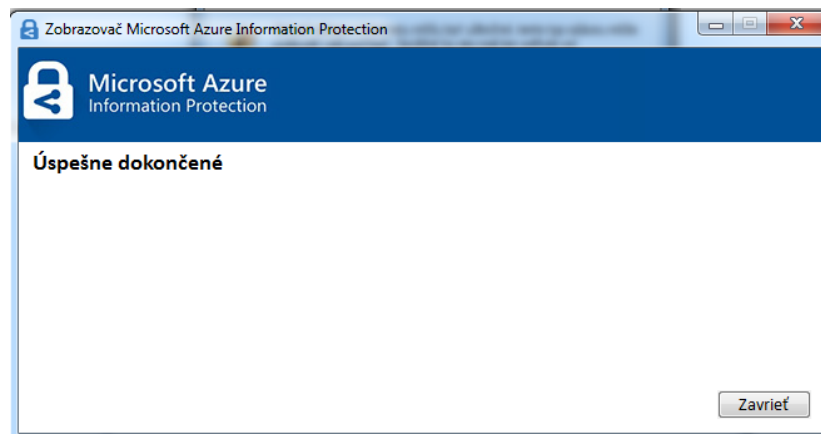 Zobrazovač Microsoft Azure Information Protection
Microsoft Azure
Information Protection
Úspešne dokončené
Zavrieť